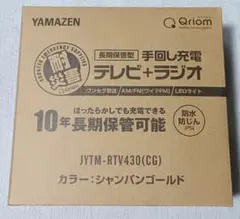 YAMAZEN
Qriom
長期保管型
手回し充電
耐災害
テレビ+ラジオ
ワンセグ放送 AM/FM(ワイドFM) LEDライト
ほったらかしでも充電できる
10年長期保管可能
防水
防じん
IP54
JYTM-RTV430(CG)
カラー:シャンパンゴールド